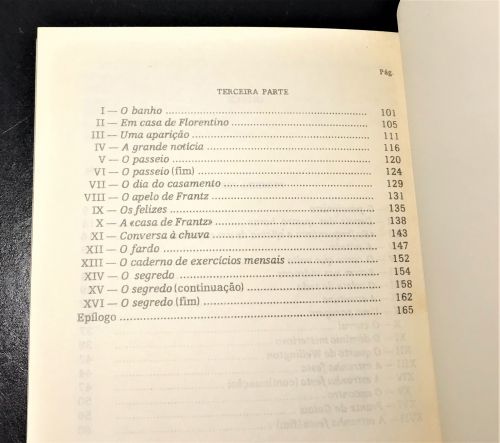 Pág.
TERCEIRA PARTE
I — O banho 101
II — Em casa de Florentino 105
III — Uma aparição 111
IV — A grande notícia 116
V — O passeio 120
VI — O passeio (fim) 124
VII — O dia do casamento 129
VIII — O apelo de Frantz 131
IX — Os felizes 135
X — A «casa de Frantz» 138
XI — Conversa à chuva 143
XII — O fardo 147
XIII — O caderno de exercícios mensais 152
XIV — O segredo 154
XV — O segredo (continuação) 158
XVI — O segredo (fim) 162
Epílogo 165